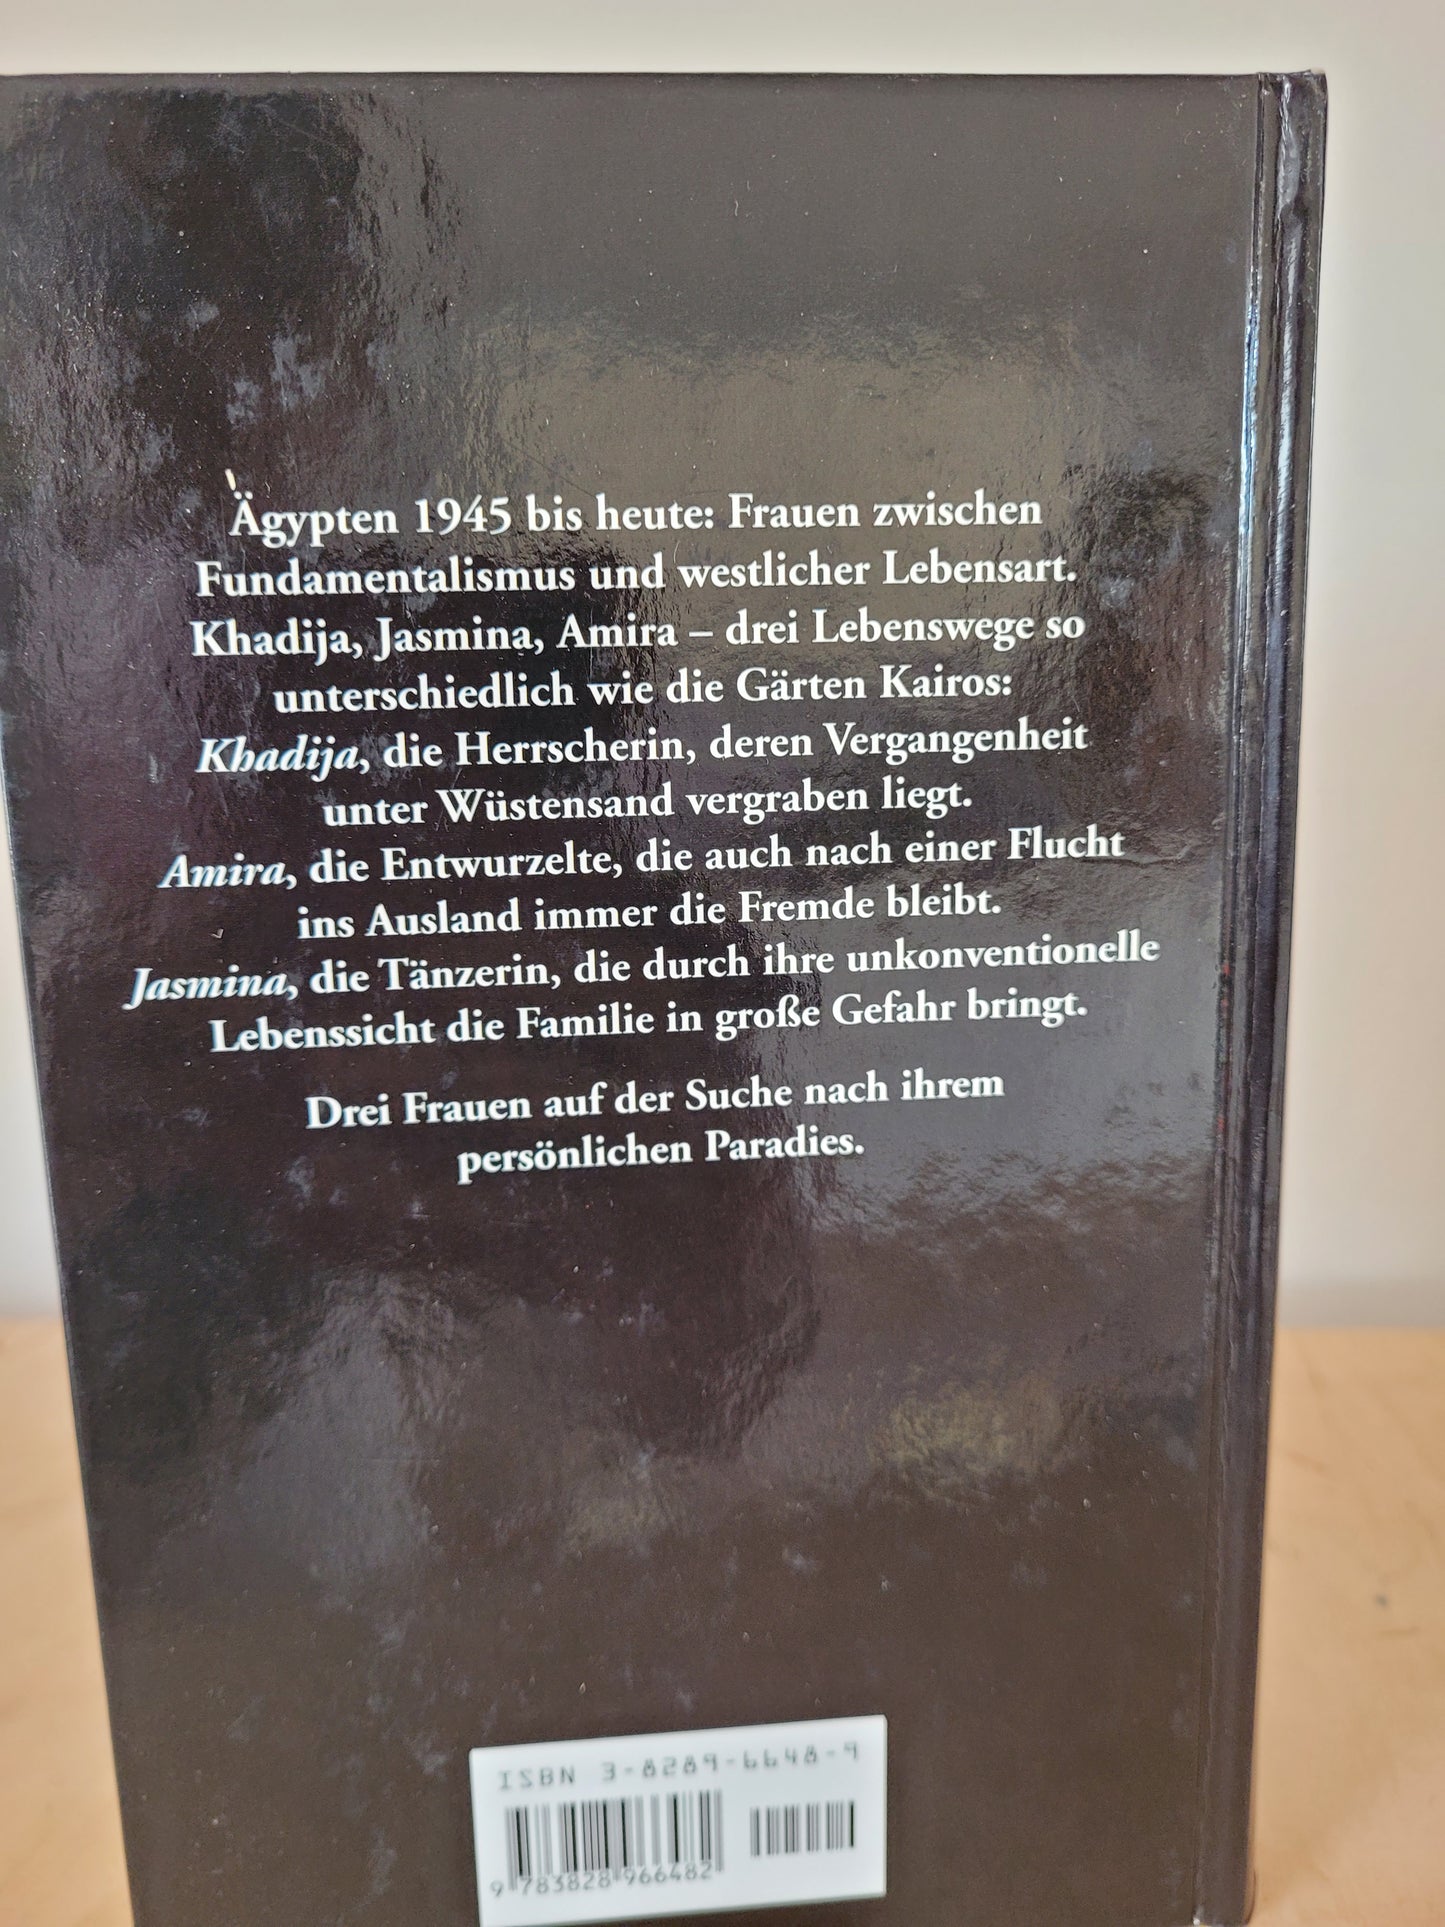 Ägypten 1945 bis heute: Frauen zwischen
Fundamentalismus und westlicher Lebensart.
Khadija, Jasmina, Amira – drei Lebenswege so
unterschiedlich wie die Gärten Kairos:
Khadija, die Herrscherin, deren Vergangenheit
unter Wüstensand vergraben liegt.
Amira, die Entwurzelte, die auch nach einer Flucht
ins Ausland immer die Fremde bleibt.
Jasmina, die Tänzerin, die durch ihre unkonventionelle
Lebenssicht die Familie in große Gefahr bringt.
Drei Frauen auf der Suche nach ihrem
persönlichen Paradies.
ISBN 3-8289-6648-9
9 783828 966482